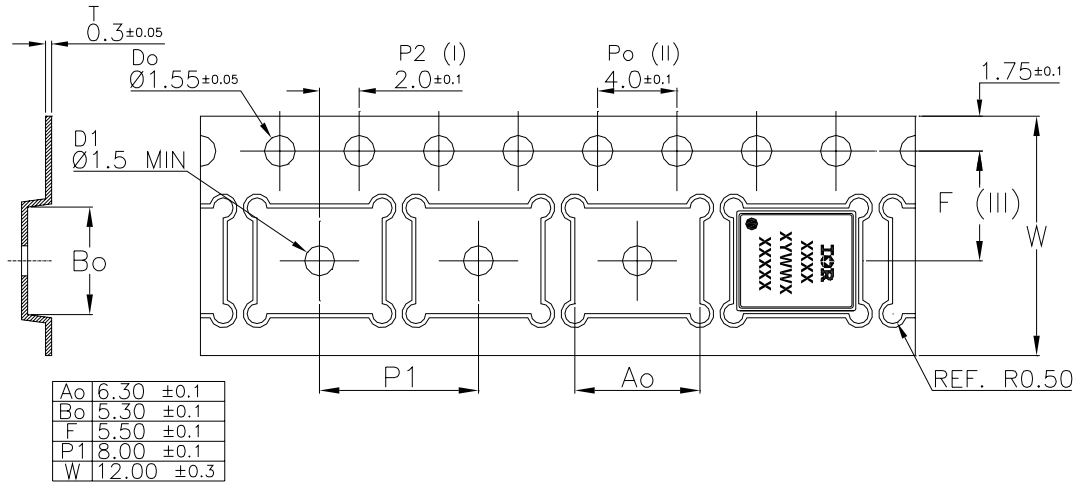 T
0.3±0.05
Do
Ø1.55±0.05
P2 (I)
2.0±0.1
Po (II)
4.0±0.1
1.75±0.1
D1
Ø1.5 MIN
F (III)
W
Bo
IOR
XXXX
XYWWX
XXXXX
P1
Ao
REF. R0.50
Ao 6.30 ±0.1
Bo 5.30 ±0.1
F 5.50 ±0.1
P1 8.00 ±0.1
W 12.00 ±0.3